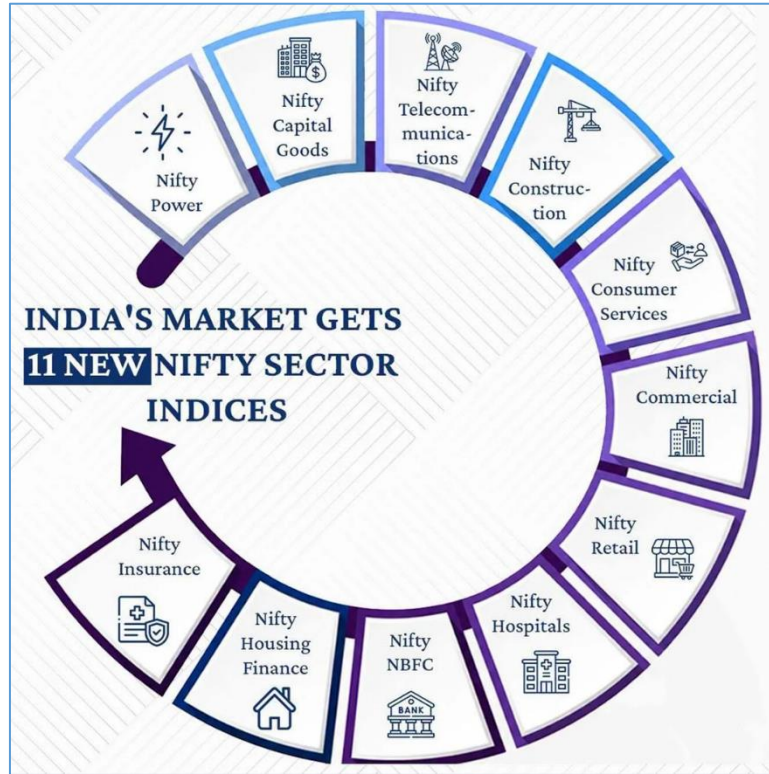 Nifty
Power
Nifty
Capital
Goods
Nifty
Telecom-
munica-
tions
Nifty
Construc-
tion
Nifty
Consumer
Services
Nifty
Commercial
Nifty
Retail
Nifty
Hospitals
Nifty
NBFC
BANK
Nifty
Housing
Finance
Nifty
Insurance
INDIA'S MARKET GETS
11 NEW NIFTY SECTOR
INDICES